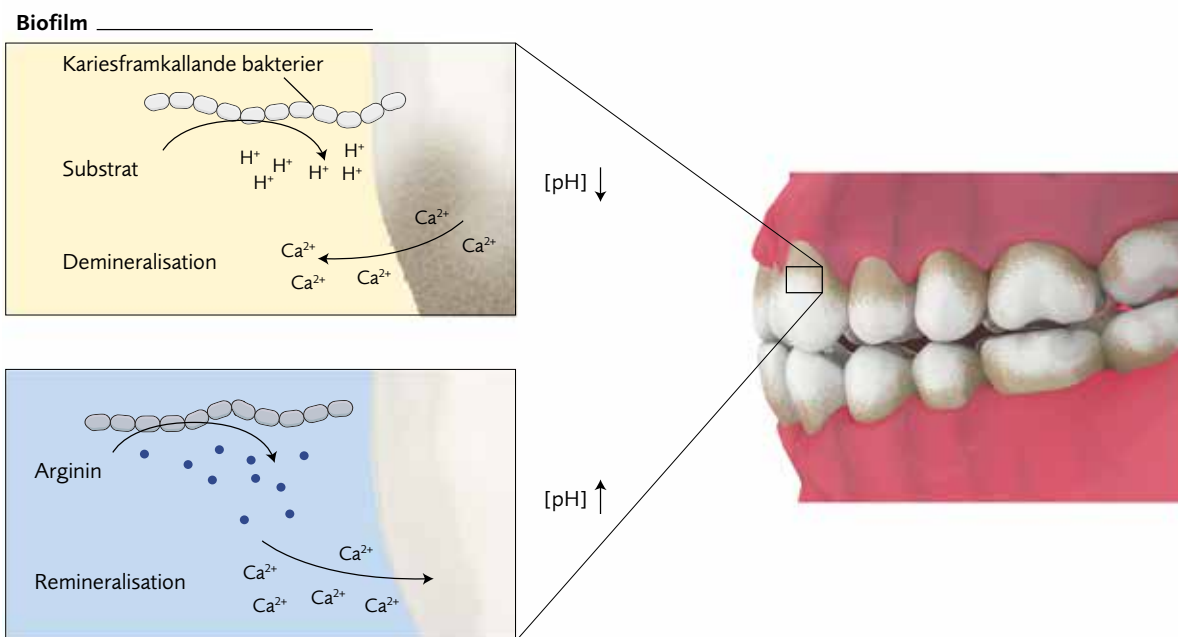 Biofilm
Kariesframkallande bakterier
Substrat
H⁺ H⁺ H⁺ H⁺ H⁺ H⁺
[pH] ↓
Ca²⁺ Ca²⁺
Demineralisation
Ca²⁺ Ca²⁺ Ca²⁺
Arginin
[pH] ↑
Remineralisation
Ca²⁺ Ca²⁺ Ca²⁺ Ca²⁺ Ca²⁺